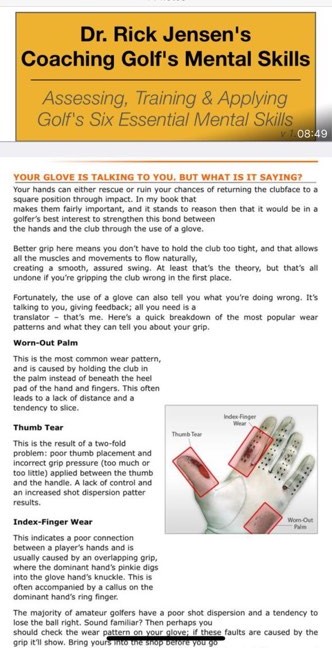 Dr. Rick Jensen's
Coaching Golf's Mental Skills
Assessing, Training & Applying
Golf's Six Essential Mental Skills
08:49
YOUR GLOVE IS TALKING TO YOU. BUT WHAT IS IT SAYING?
Your hands can either rescue or ruin your chances of returning the clubface to a
square position through impact. In my book that
makes them fairly important, and it stands to reason then that it would be in a
golfer's best interest to strengthen this bond between
the hands and the club through the use of a glove.
Better grip here means you don't have to hold the club too tight, and that allows
all the muscles and movements to flow naturally,
creating a smooth, assured swing. At least that's the theory, but that's all
undone if you're gripping the club wrong in the first place.
Fortunately, the use of a glove can also tell what you're doing wrong. It's
talking to you, giving feedback; all you need is a
translator – that's me. Here's a quick breakdown of the most popular wear
patterns and what they can tell you about your grip.
Worn-Out Palm
This is the most common wear pattern,
and is caused by holding the club in
the palm instead of beneath the heel
pad of the hand and fingers. This often
leads to a lack of distance and a
tendency to slice.
Thumb Tear
This is the result of a two-fold
problem: poor thumb placement and
incorrect grip pressure (too much or
too little) applied between the thumb
and the handle. A lack of control and
an increased shot dispersion patter
results.
Index-Finger Wear
This indicates a poor connection
between a player's hands and is
usually caused by an overlapping grip,
where the dominant hand's pinkie digs
into the glove hand's knuckle. This is
often accompanied by a callus on the
dominant hand's ring finger.
Thumb Tear
Index-Finger
Wear
Worn-Out
Palm
The majority of amateur golfers have a poor shot dispersion and a tendency to
lose the ball right. Sound familiar? Then perhaps you
should check the wear pattern on your glove; if these faults are caused by the
grip it'll show. Bring yours into the shop before you go